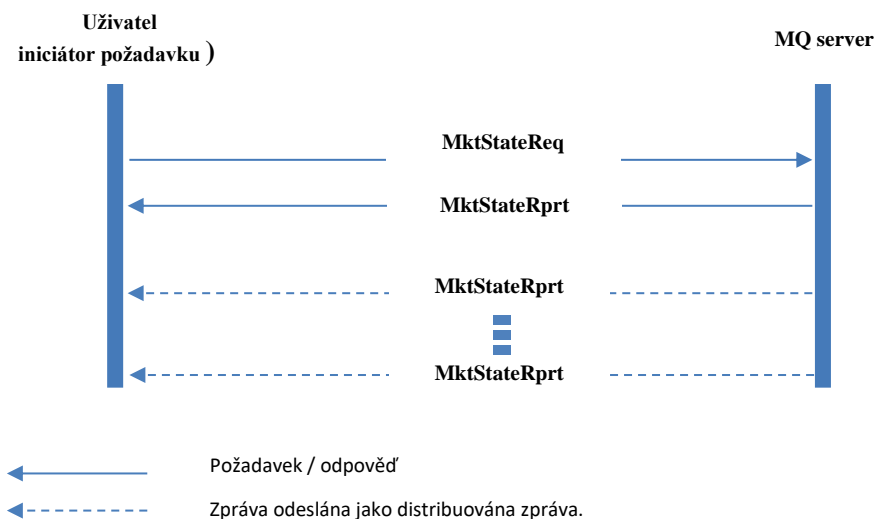 Uživatel
iniciátor požadavku )
MQ server
MktStateReq
MktStateRprt
MktStateRprt
MktStateRprt
Požadavek / odpověď
Zpráva odeslána jako distribuována zpráva.